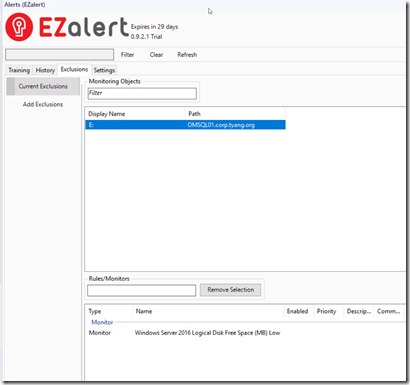 Alerts (EZalert)
EZalert
Expires in 29 days
0.9.2.1 Trial
Filter Clear Refresh
Training History Exclusions Settings
Current Exclusions
Add Exclusions
Monitoring Objects
Filter
Display Name Path
E: OMSQL01.corp.tyang.org
Rules/Monitors
Remove Selection
Type Name Enabled Priority Descrip... Comm...
Monitor
Monitor Windows Server 2016 Logical Disk Free Space (MB) Low